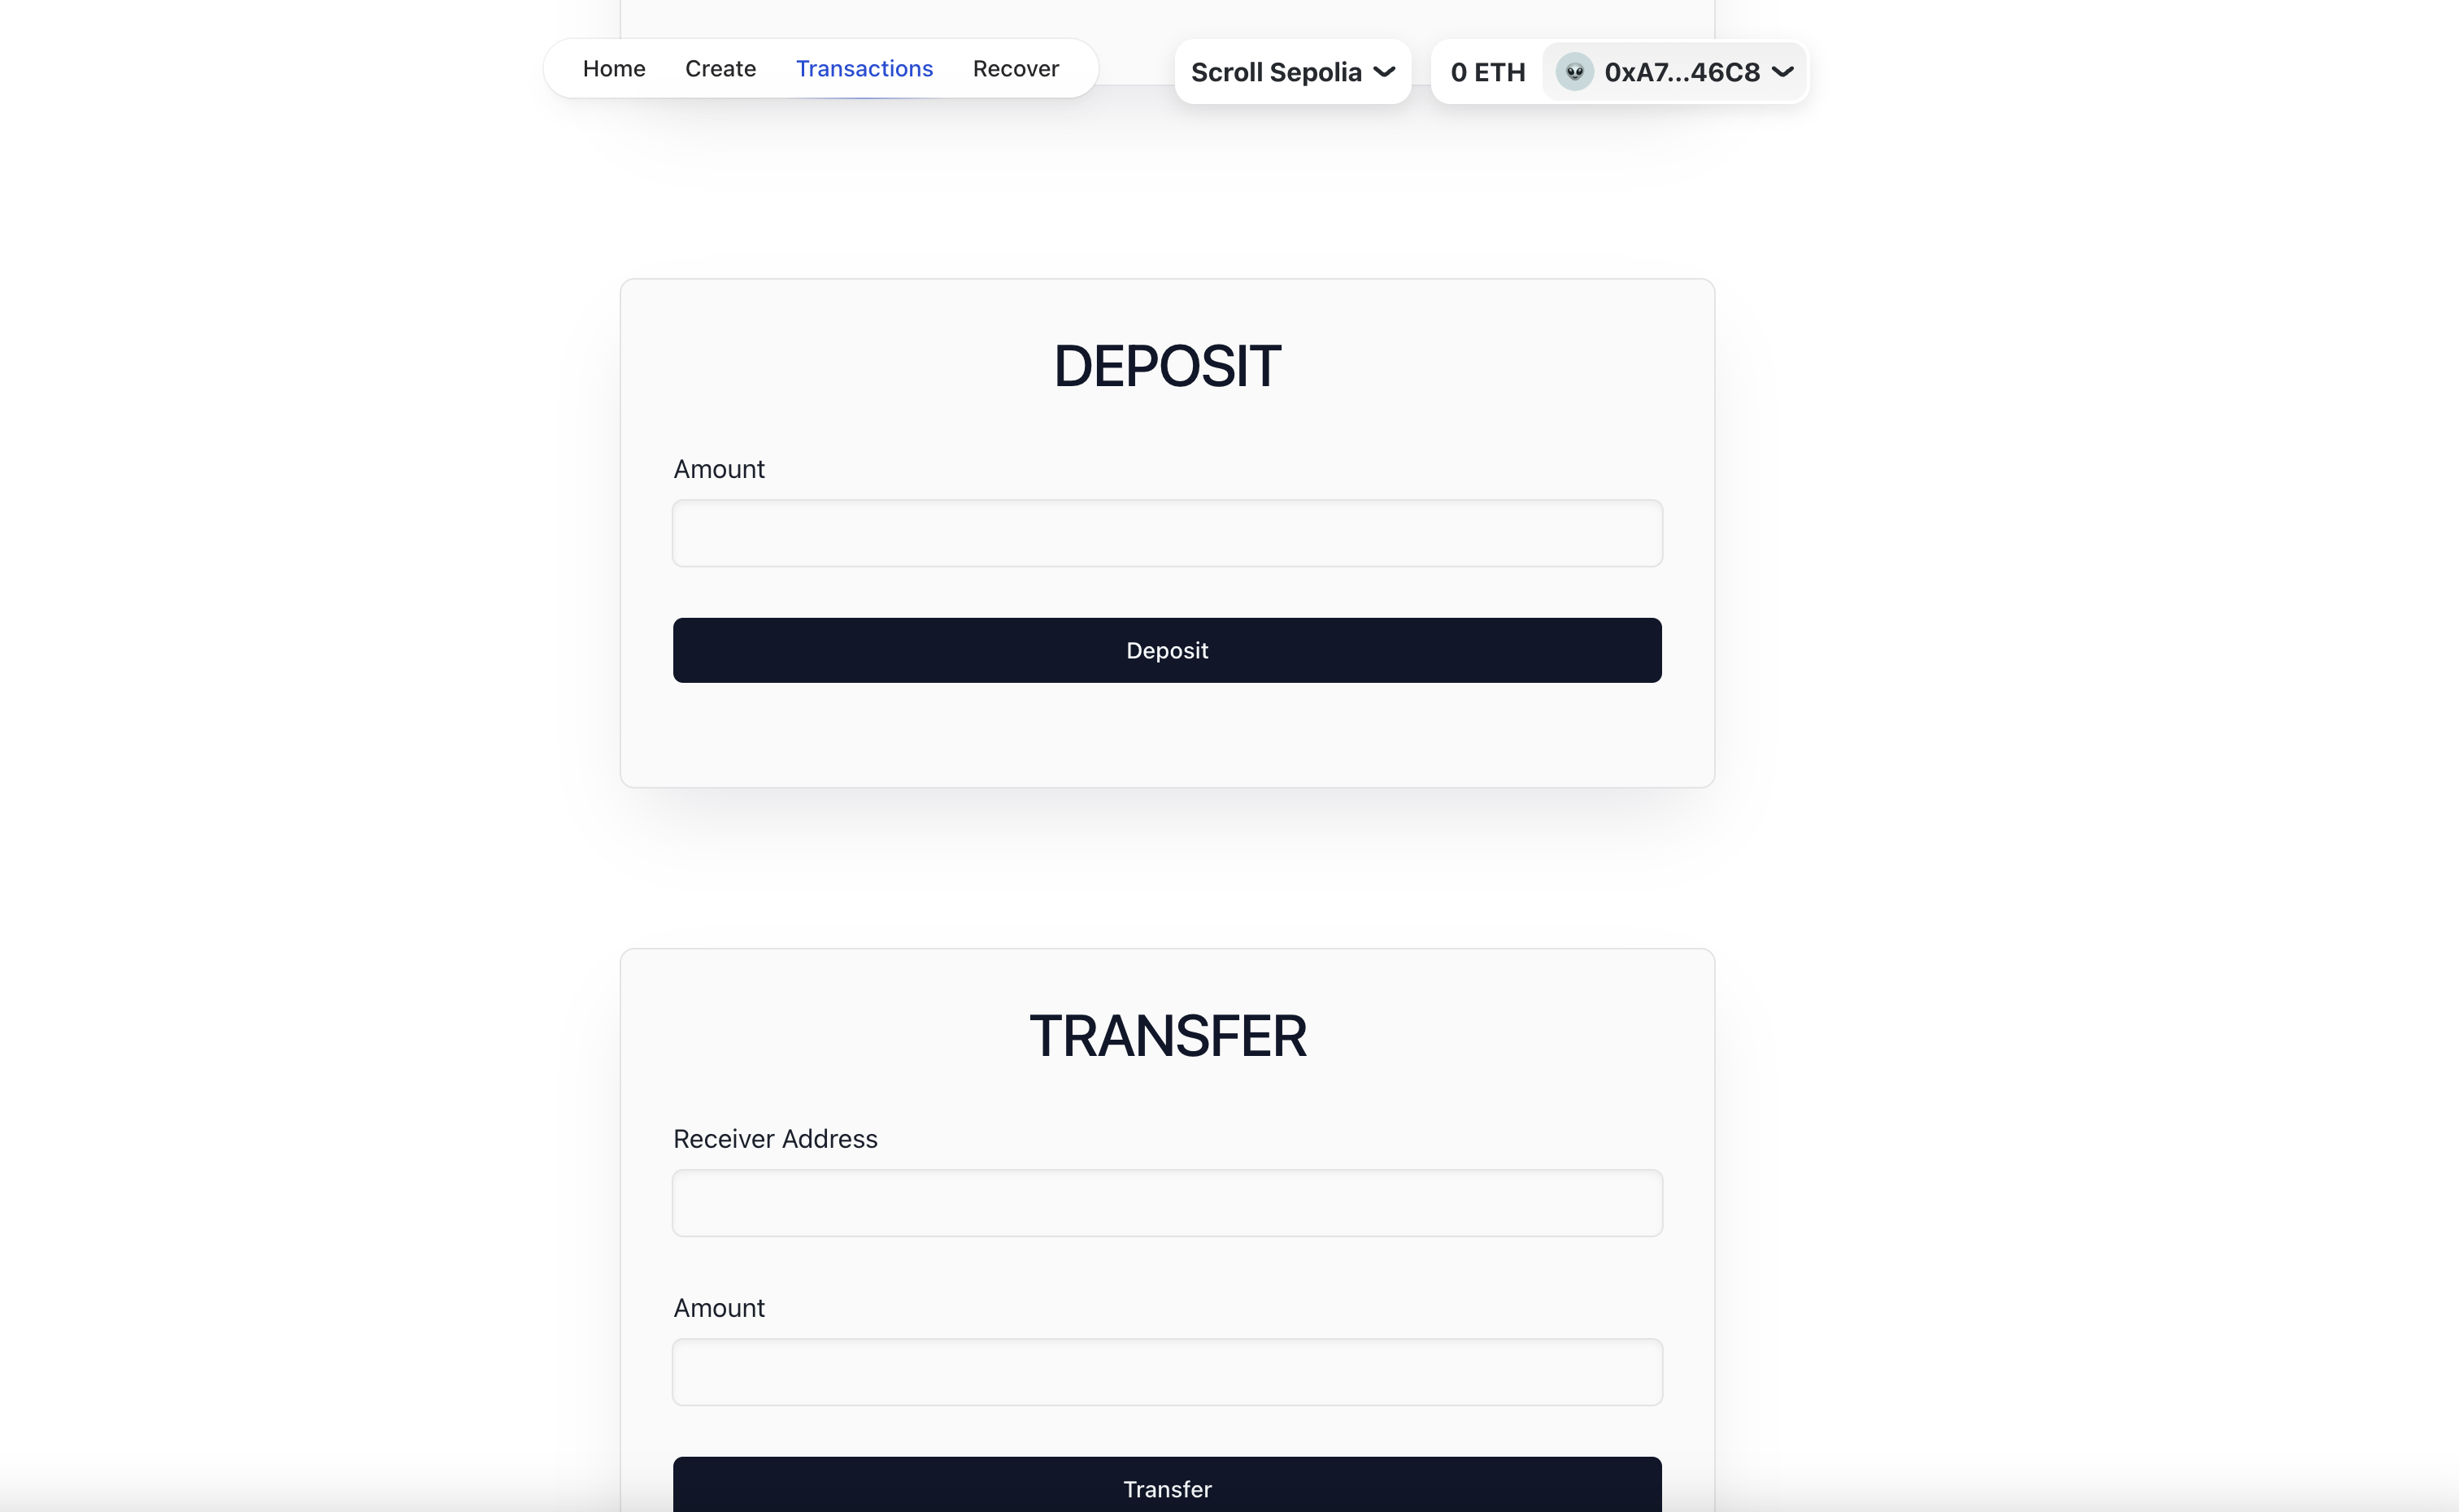 Home Create Transactions Recover Scroll Sepolia 0 ETH 0xA7...46C8
DEPOSIT
Amount
Deposit
TRANSFER
Receiver Address
Amount
Transfer